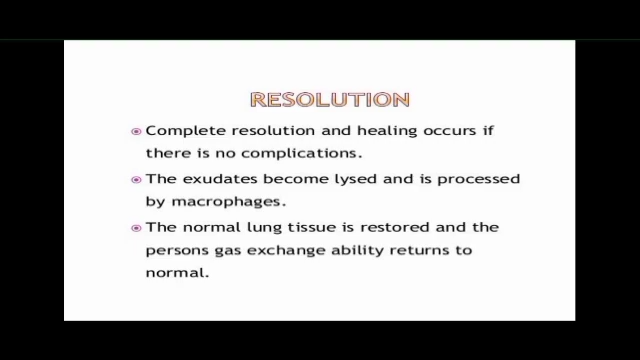 RESOLUTION
Complete resolution and healing occurs if
there is no complications.
The exudates become lysed and is processed
by macrophages.
The normal lung tissue is restored and the
persons gas exchange ability returns to
normal.